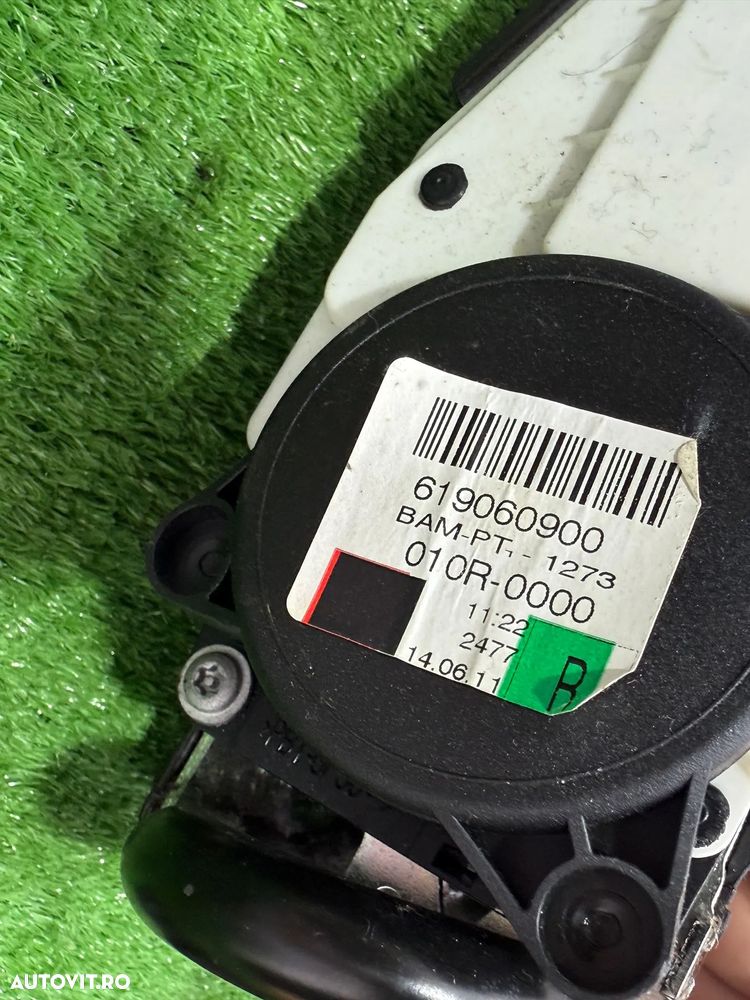 619060900
BAM-PT, - 1273
010R-0000
11:22
2477
14.06.11
R
AUTOVIT.RO